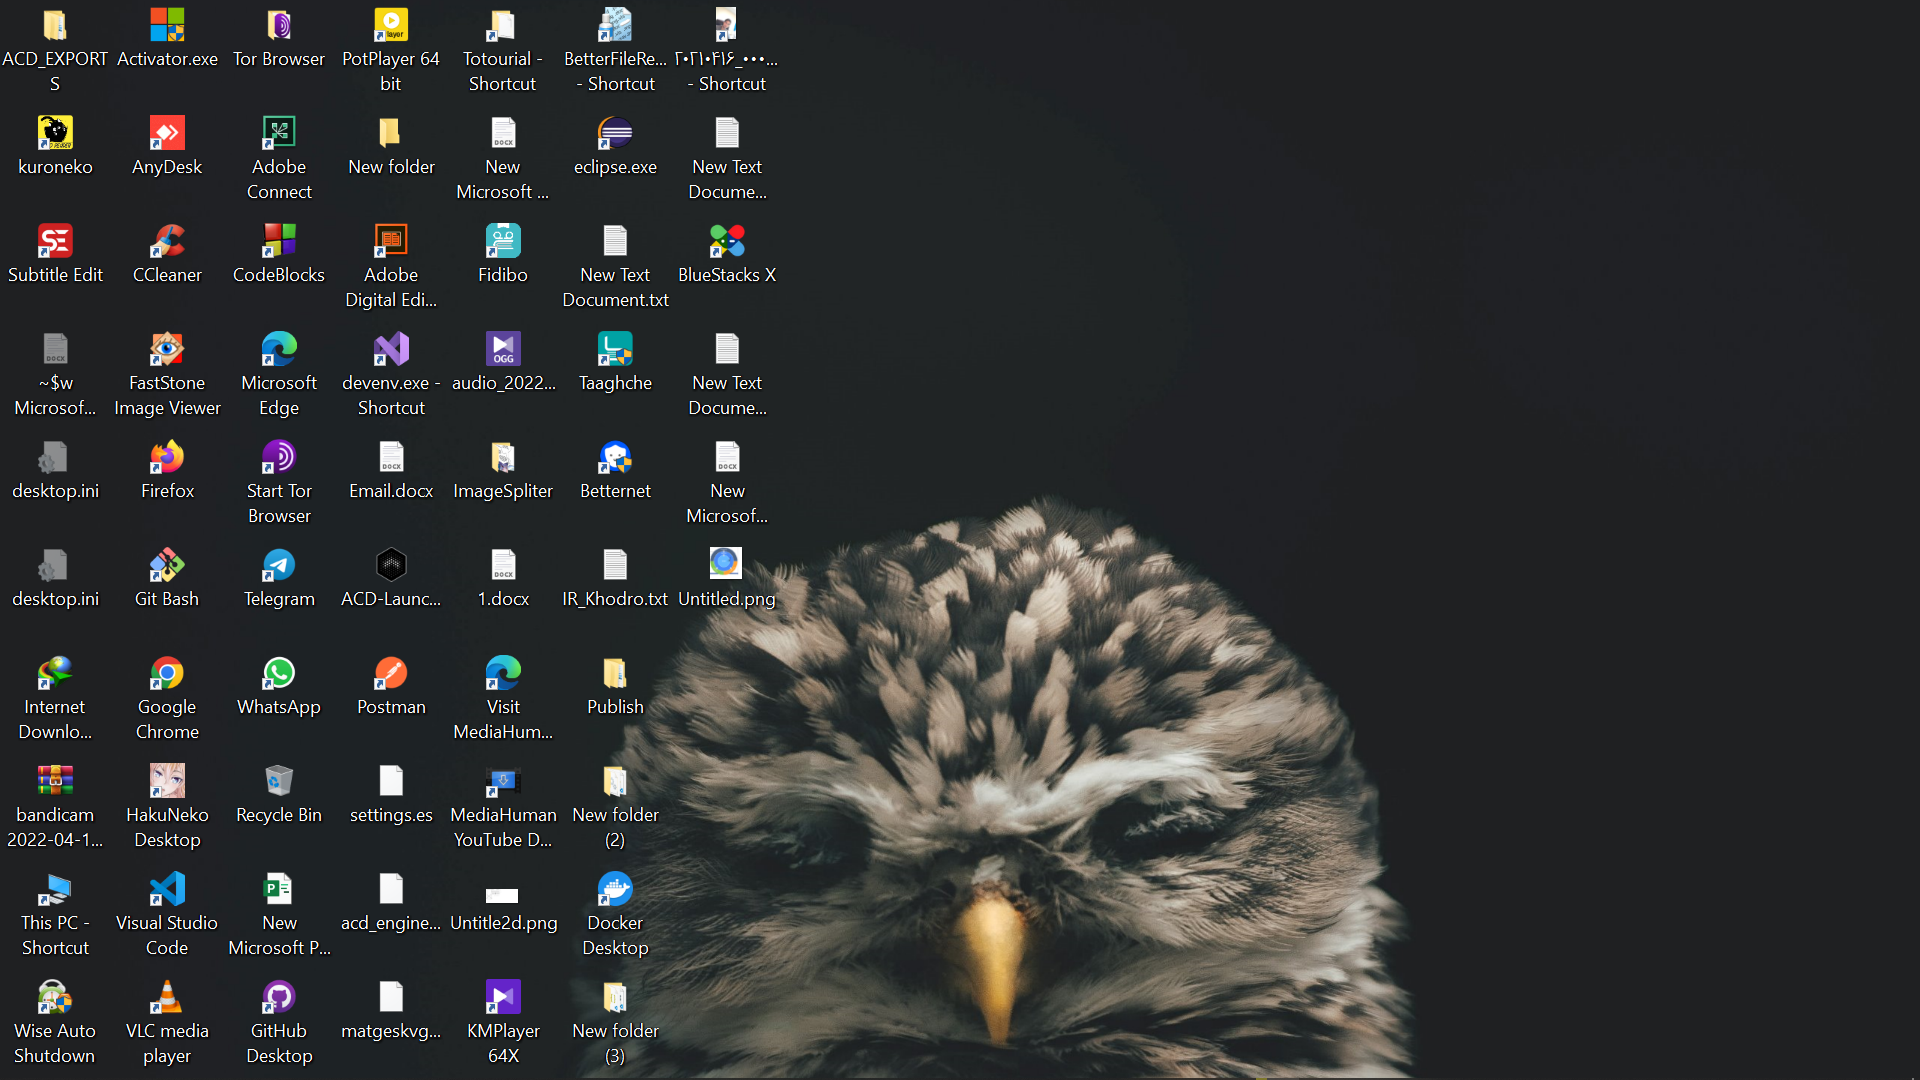 ACD_EXPORT
S
Activator.exe
Tor Browser
PotPlayer 64
bit
Totourial -
Shortcut
BetterFileRe...
- Shortcut
۲۰۲۱۰۴۱۶_۰۰۰...
- Shortcut
kuroneko
AnyDesk
Adobe
Connect
New folder
New
Microsoft ...
eclipse.exe
New Text
Docume...
Subtitle Edit
CCleaner
CodeBlocks
Adobe
Digital Edi...
Fidibo
New Text
Document.txt
BlueStacks X
~$w
Microsof...
FastStone
Image Viewer
Microsoft
Edge
devenv.exe -
Shortcut
audio_2022...
Taaghche
New Text
Docume...
desktop.ini
Firefox
Start Tor
Browser
Email.docx
ImageSpliter
Betternet
New
Microsof...
desktop.ini
Git Bash
Telegram
ACD-Launc...
1.docx
IR_Khodro.txt
Untitled.png
Internet
Downlo...
Google
Chrome
WhatsApp
Postman
Visit
MediaHum...
Publish
bandicam
2022-04-1...
HakuNeko
Desktop
Recycle Bin
settings.es
MediaHuman
YouTube D...
New folder
(2)
This PC -
Shortcut
Visual Studio
Code
New
Microsoft P...
acd_engine...
Untitle2d.png
Docker
Desktop
Wise Auto
Shutdown
VLC media
player
GitHub
Desktop
matgeskvg...
KMPlayer
64X
New folder
(3)